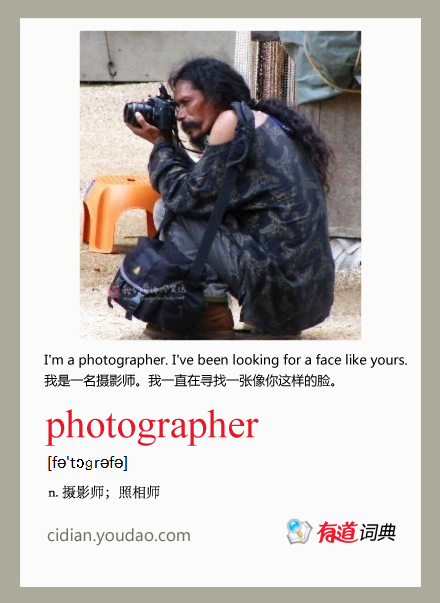 I'm a photographer. I've been looking for a face like yours.
我是一名摄影师。我一直在寻找一张像你这样的脸。
photographer
[fə'tɔgrəfə]
n. 摄影师；照相师
cidian.youdao.com
有道词典